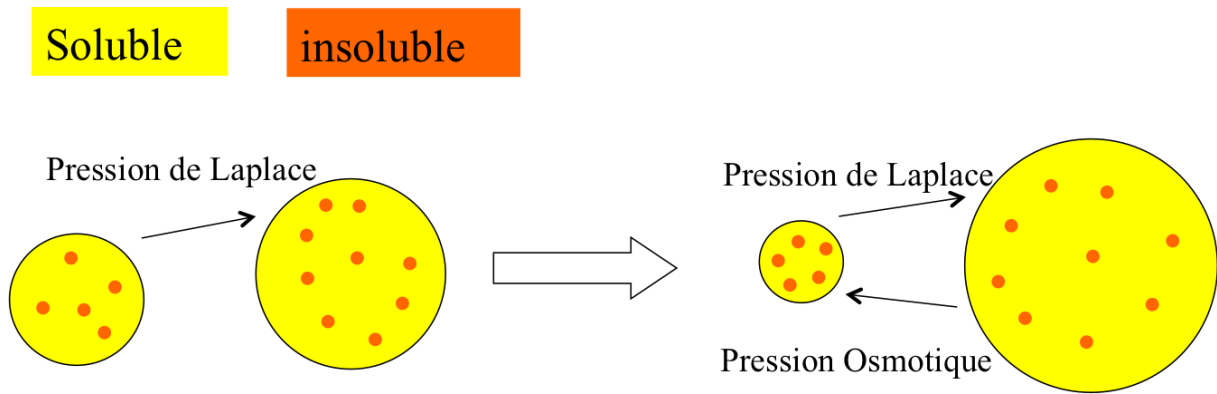 Soluble
insoluble
Pression de Laplace
Pression de Laplace
Pression Osmotique